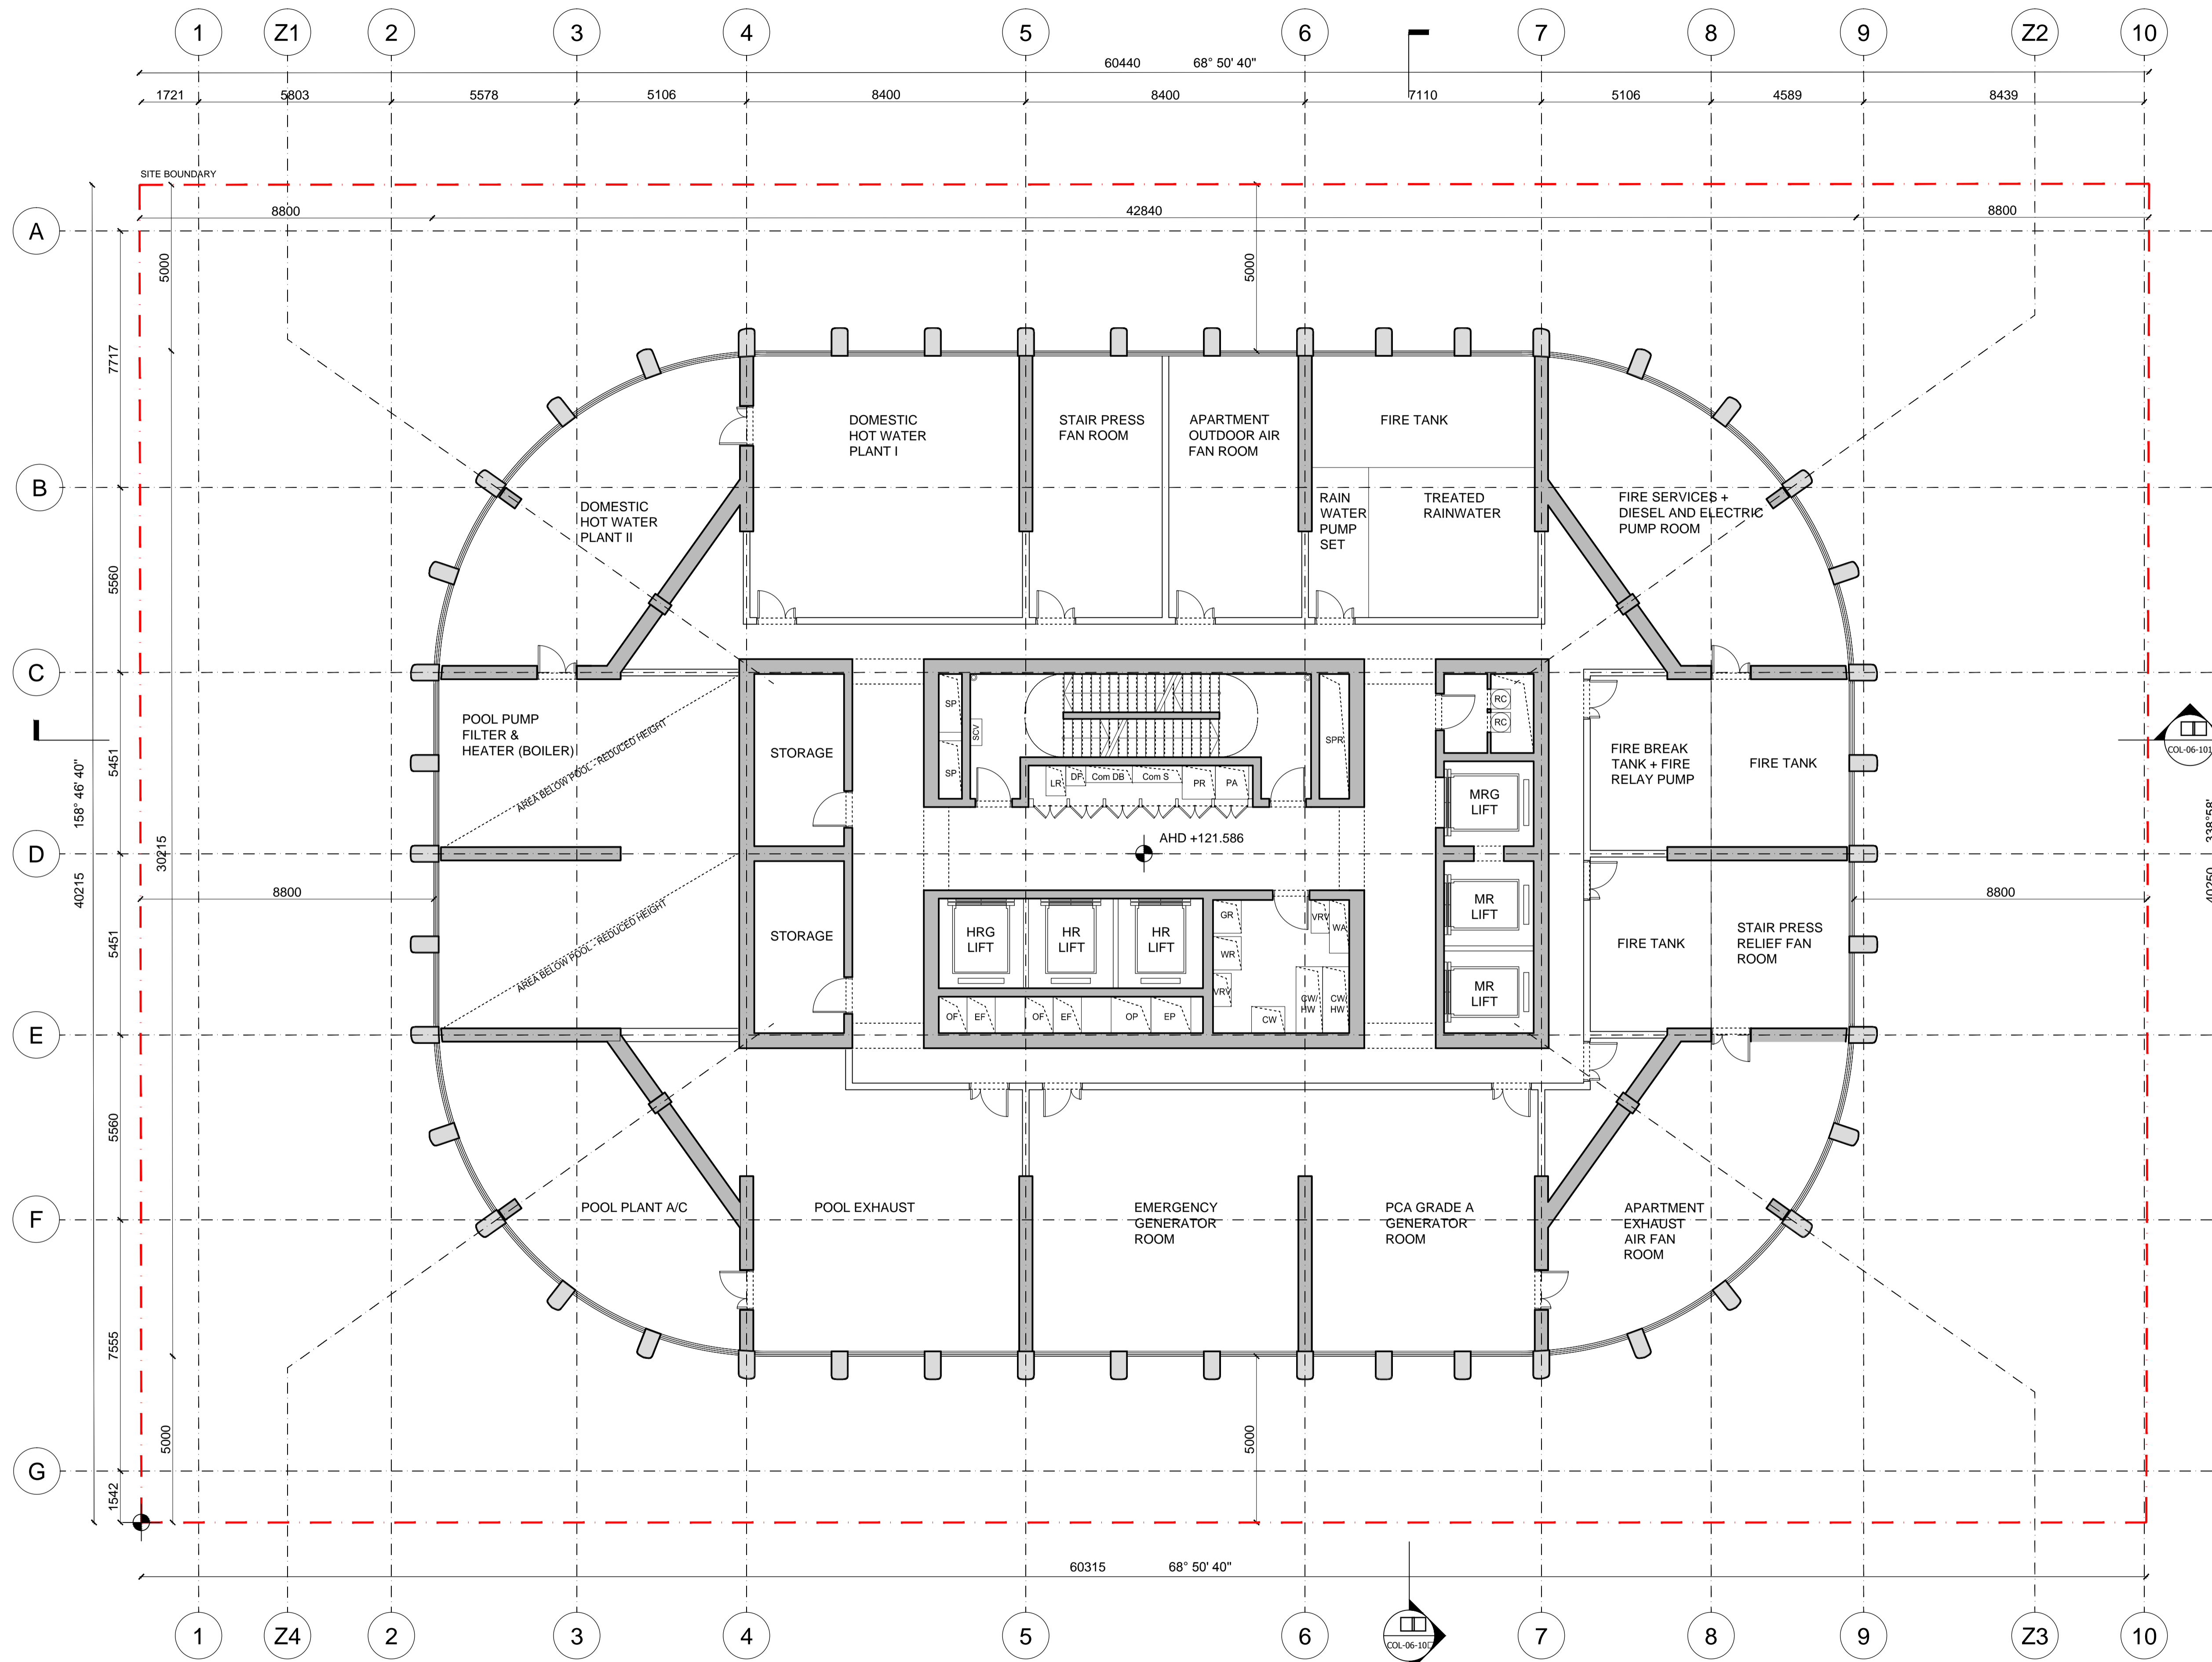 1 Z1 2 3 4 5 6 7 8 9 Z2 10
60440 68° 50' 40"
1721 5803 5578 5106 8400 8400 7110 5106 4589 8439
SITE BOUNDARY
8800 42840 8800
A
5000
5000
7717
DOMESTIC
HOT WATER
PLANT I
STAIR PRESS
FAN ROOM
APARTMENT
OUTDOOR AIR
FAN ROOM
FIRE TANK
B
DOMESTIC
HOT WATER
PLANT II
RAIN
WATER
PUMP
SET
TREATED
RAINWATER
FIRE SERVICES +
DIESEL AND ELECTRIC
PUMP ROOM
5560
C
POOL PUMP
FILTER &
HEATER (BOILER)
AREA BELOW POOL - REDUCED HEIGHT
STORAGE
SP
SP
SCV
LR
DP
Com DB
Com S
PR
PA
SPR
RC
RC
MRG
LIFT
FIRE BREAK
TANK + FIRE
RELAY PUMP
FIRE TANK
COL-06-101
5451
158° 46' 40"
40215
30215
338°58'
40250
D
AHD +121.586
8800
8800
AREA BELOW POOL - REDUCED HEIGHT
STORAGE
HRG
LIFT
HR
LIFT
HR
LIFT
GR
WR
VRV
VRV
WA
CW/
HW
CW/
HW
CW
OF
EF
OF
EF
OP
EP
MR
LIFT
MR
LIFT
FIRE TANK
STAIR PRESS
RELIEF FAN
ROOM
5451
E
5560
F
POOL PLANT A/C
POOL EXHAUST
EMERGENCY
GENERATOR
ROOM
PCA GRADE A
GENERATOR
ROOM
APARTMENT
EXHAUST
AIR FAN
ROOM
7555
5000
5000
G
1542
60315 68° 50' 40"
1 Z4 2 3 4 5 6 7 8 9 Z3 10